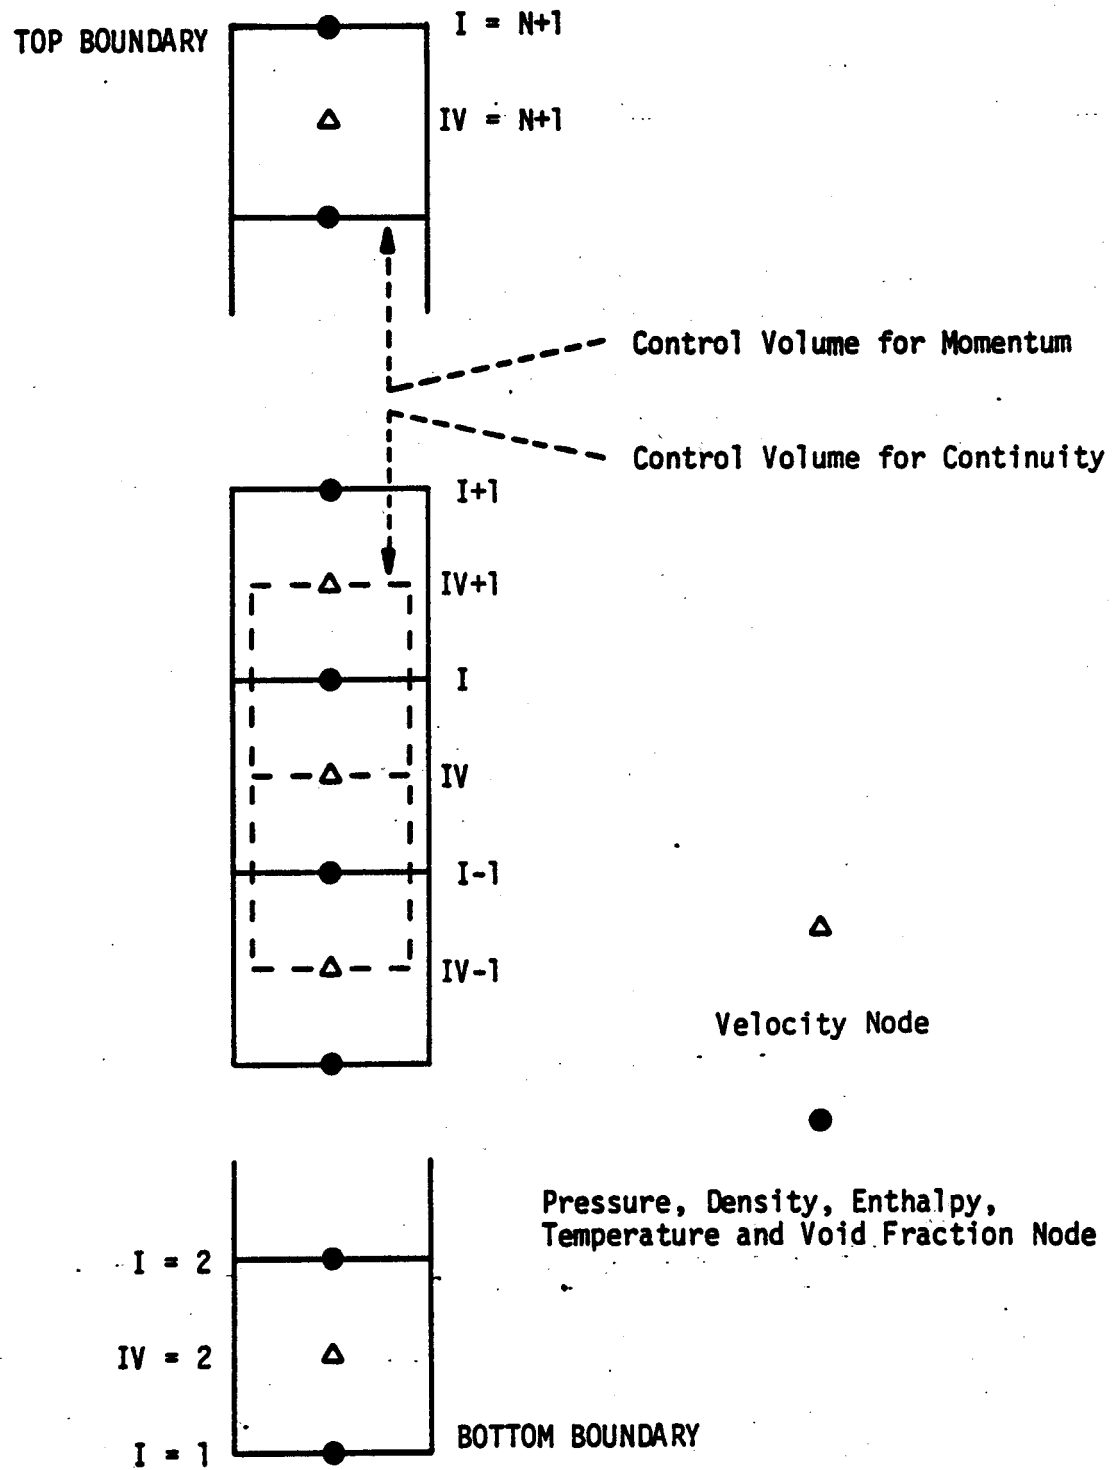 I = N+1
TOP BOUNDARY
IV = N+1
Control Volume for Momentum
Control Volume for Continuity
I+1
IV+1
I
IV
I-1
IV-1
Velocity Node
Pressure, Density, Enthalpy,
Temperature and Void Fraction Node
I = 2
IV = 2
BOTTOM BOUNDARY
I = 1